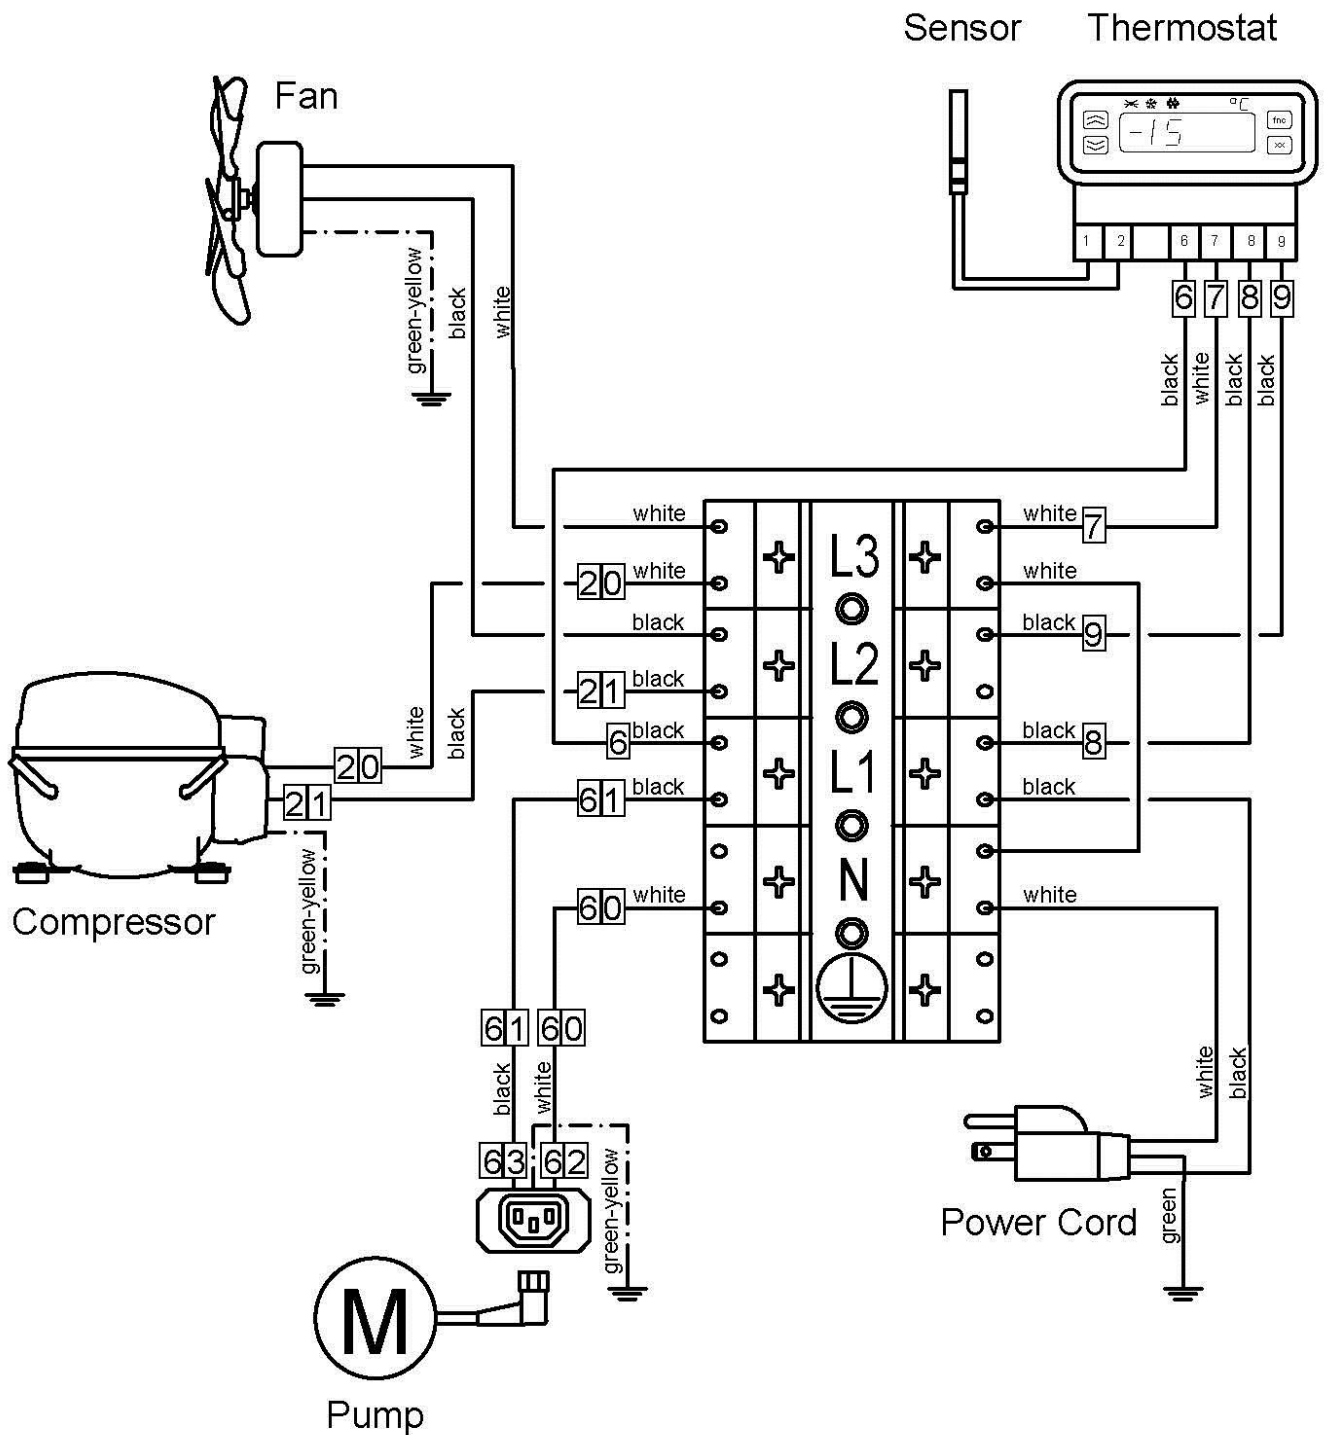 Sensor Thermostat
Fan
°C
-15
fnc
xx
1 2 6 7 8 9
6 7 8 9
green-yellow
black
white
black
white
black
black
white
L3
white 7
20 white
white
black
L2
black 9
21 black
6 black
L1
black 8
61 black
black
white
black
20
21
N
60 white
white
Compressor
green-yellow
61 60
black
white
white
black
63 62
green-yellow
Power Cord
green
M
Pump